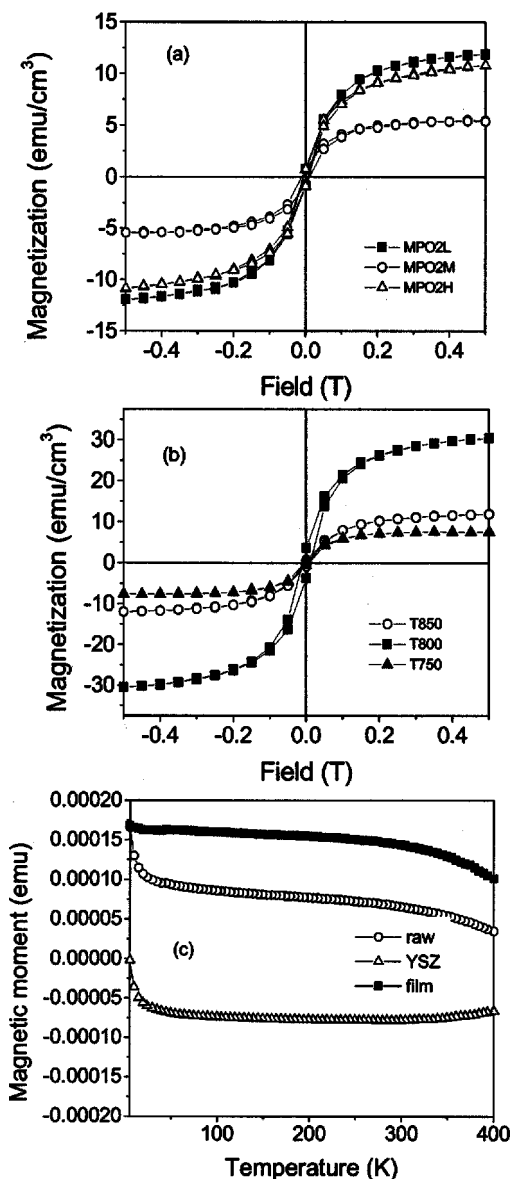 (a)
Magnetization (emu/cm³)
15
10
5
0
-5
-10
-15
MPO2L
MPO2M
MPO2H
-0.4
-0.2
0.0
0.2
0.4
Field (T)
(b)
Magnetization (emu/cm³)
30
20
10
0
-10
-20
-30
T850
T800
T750
-0.4
-0.2
0.0
0.2
0.4
Field (T)
Magnetic moment (emu)
0.00020
0.00015
0.00010
0.00005
0.00000
-0.00005
-0.00010
-0.00015
-0.00020
(c)
raw
YSZ
film
100
200
300
400
Temperature (K)